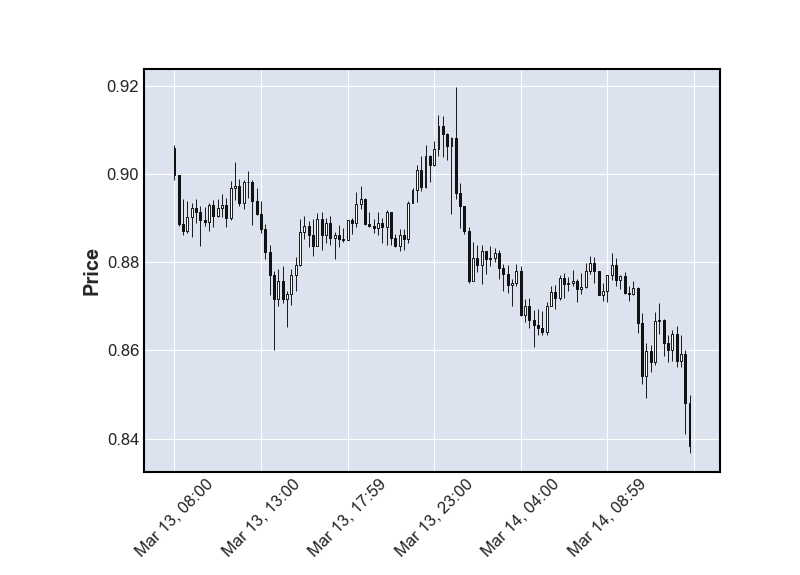 0.92
0.90
0.88
0.86
0.84
Price
Mar 13, 08:00
Mar 13, 13:00
Mar 13, 17:59
Mar 13, 23:00
Mar 14, 04:00
Mar 14, 08:59